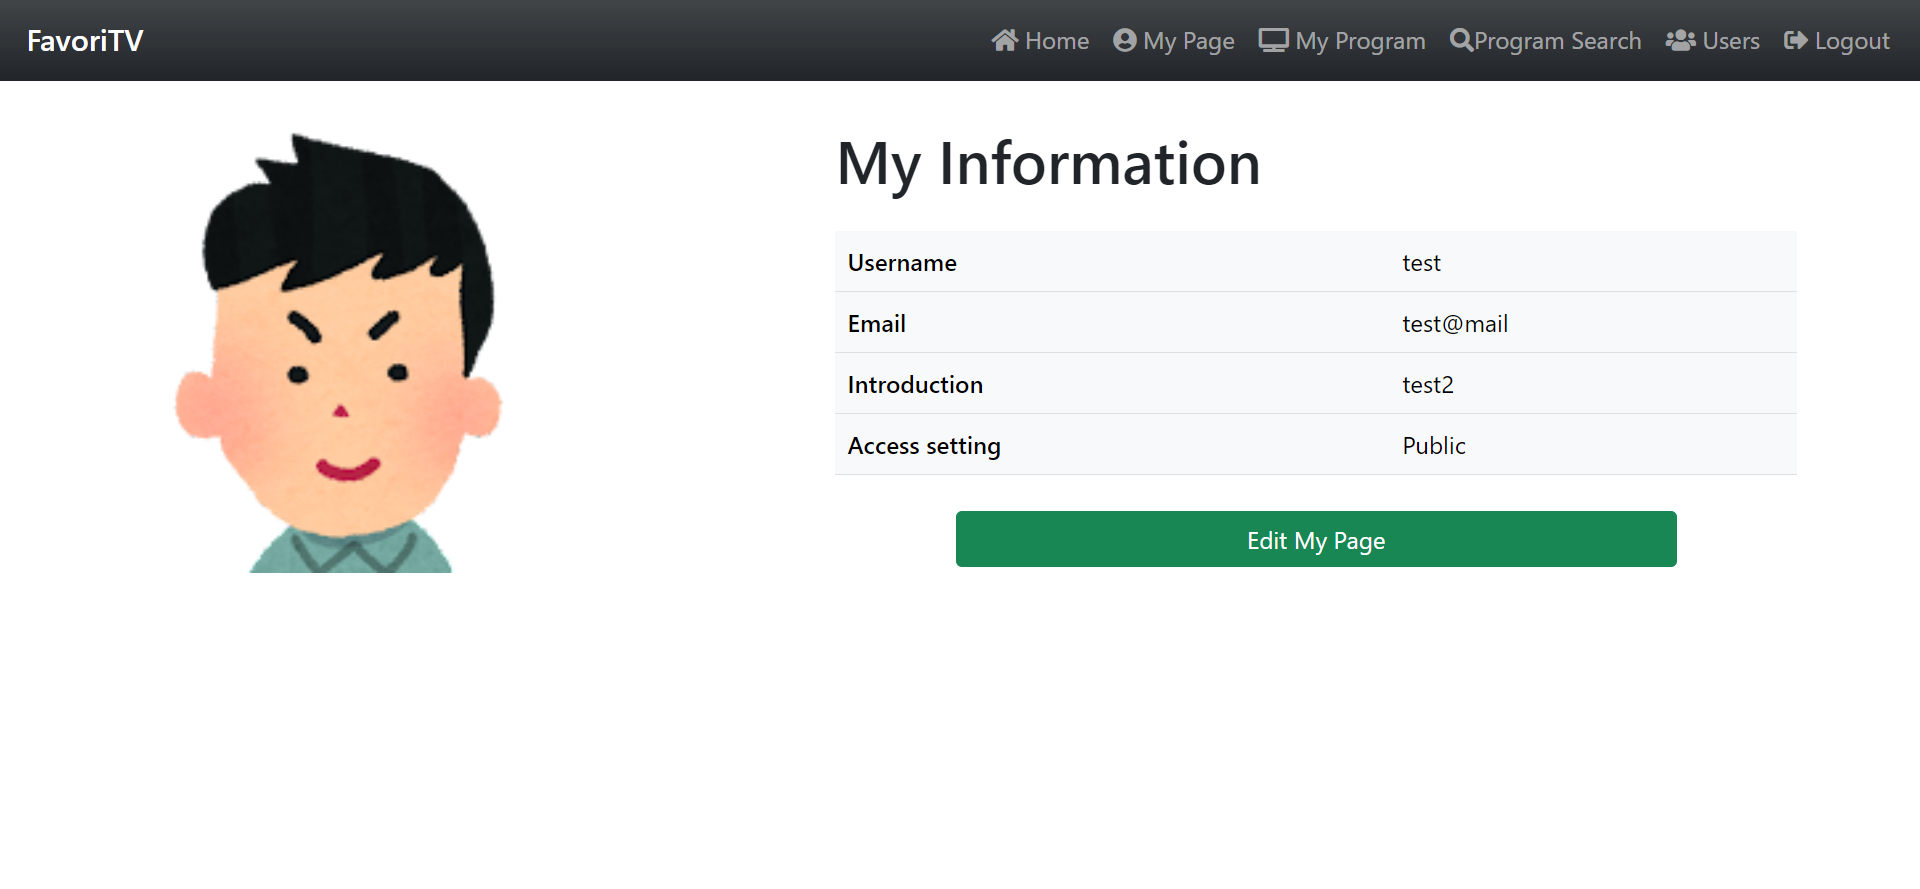 FavoriTV Home My Page My Program Program Search Users Logout
My Information
Username test
Email test@mail
Introduction test2
Access setting Public
Edit My Page